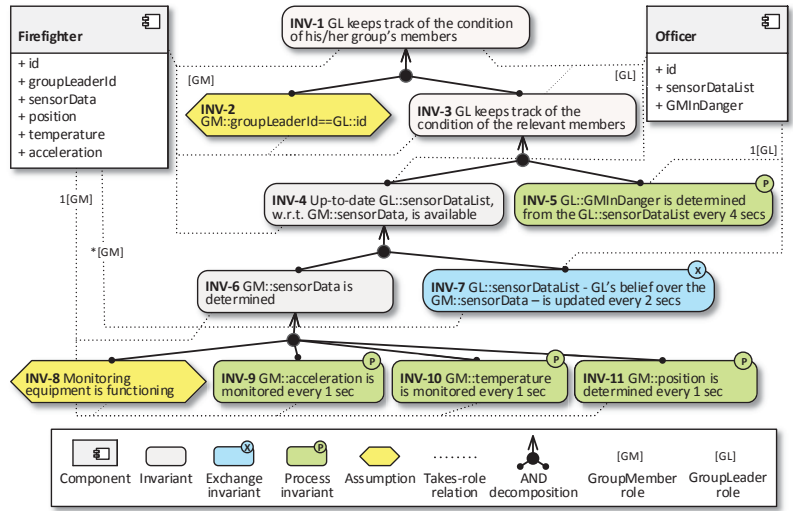 Firefighter
+ id
+ groupLeaderId
+ sensorData
+ position
+ temperature
+ acceleration
INV-1 GL keeps track of the condition
of his/her group's members
Officer
+ id
+ sensorDataList
+ GMInDanger
[GM]
[GL]
INV-2
GM::groupLeaderId==GL::id
INV-3 GL keeps track of the
condition of the relevant members
1[GL]
1[GM]
INV-4 Up-to-date GL::sensorDataList,
w.r.t. GM::sensorData, is available
P
INV-5 GL::GMInDanger is determined
from the GL::sensorDataList every 4 secs
*[GM]
INV-6 GM::sensorData is
determined
X
INV-7 GL::sensorDataList - GL's belief over the
GM::sensorData – is updated every 2 secs
INV-8 Monitoring
equipment is functioning
P
INV-9 GM::acceleration is
monitored every 1 sec
P
INV-10 GM::temperature
is monitored every 1 sec
P
INV-11 GM::position is
determined every 1 sec
Component
Invariant
X
Exchange
invariant
P
Process
invariant
Assumption
Takes-role
relation
AND
decomposition
[GM]
GroupMember
role
[GL]
GroupLeader
role